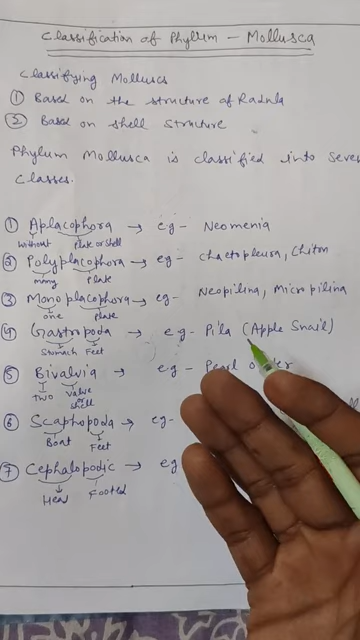 Classification of Phylum - Mollusca
Classifying Molluscs
① Based on the structure of Radula
② Based on shell structure
Phylum Mollusca is classified into Seve
classes.
① Aplacophora → eg - Neomenia
without Plate or shell
② Polyplacophora → eg - Chaetopleura, Chiton
many Plate
③ Monoplacophora → eg - Neopilina, Micropilina
one Plate
④ Gastropoda → eg - Pila (Apple Snail)
Stomach Feet
⑤ Bivalvia → eg - Pearl
Two valve
shell
⑥ Scaphopoda → eg -
Boat Feet
⑦ Cephalopodic → eg
Head Footed